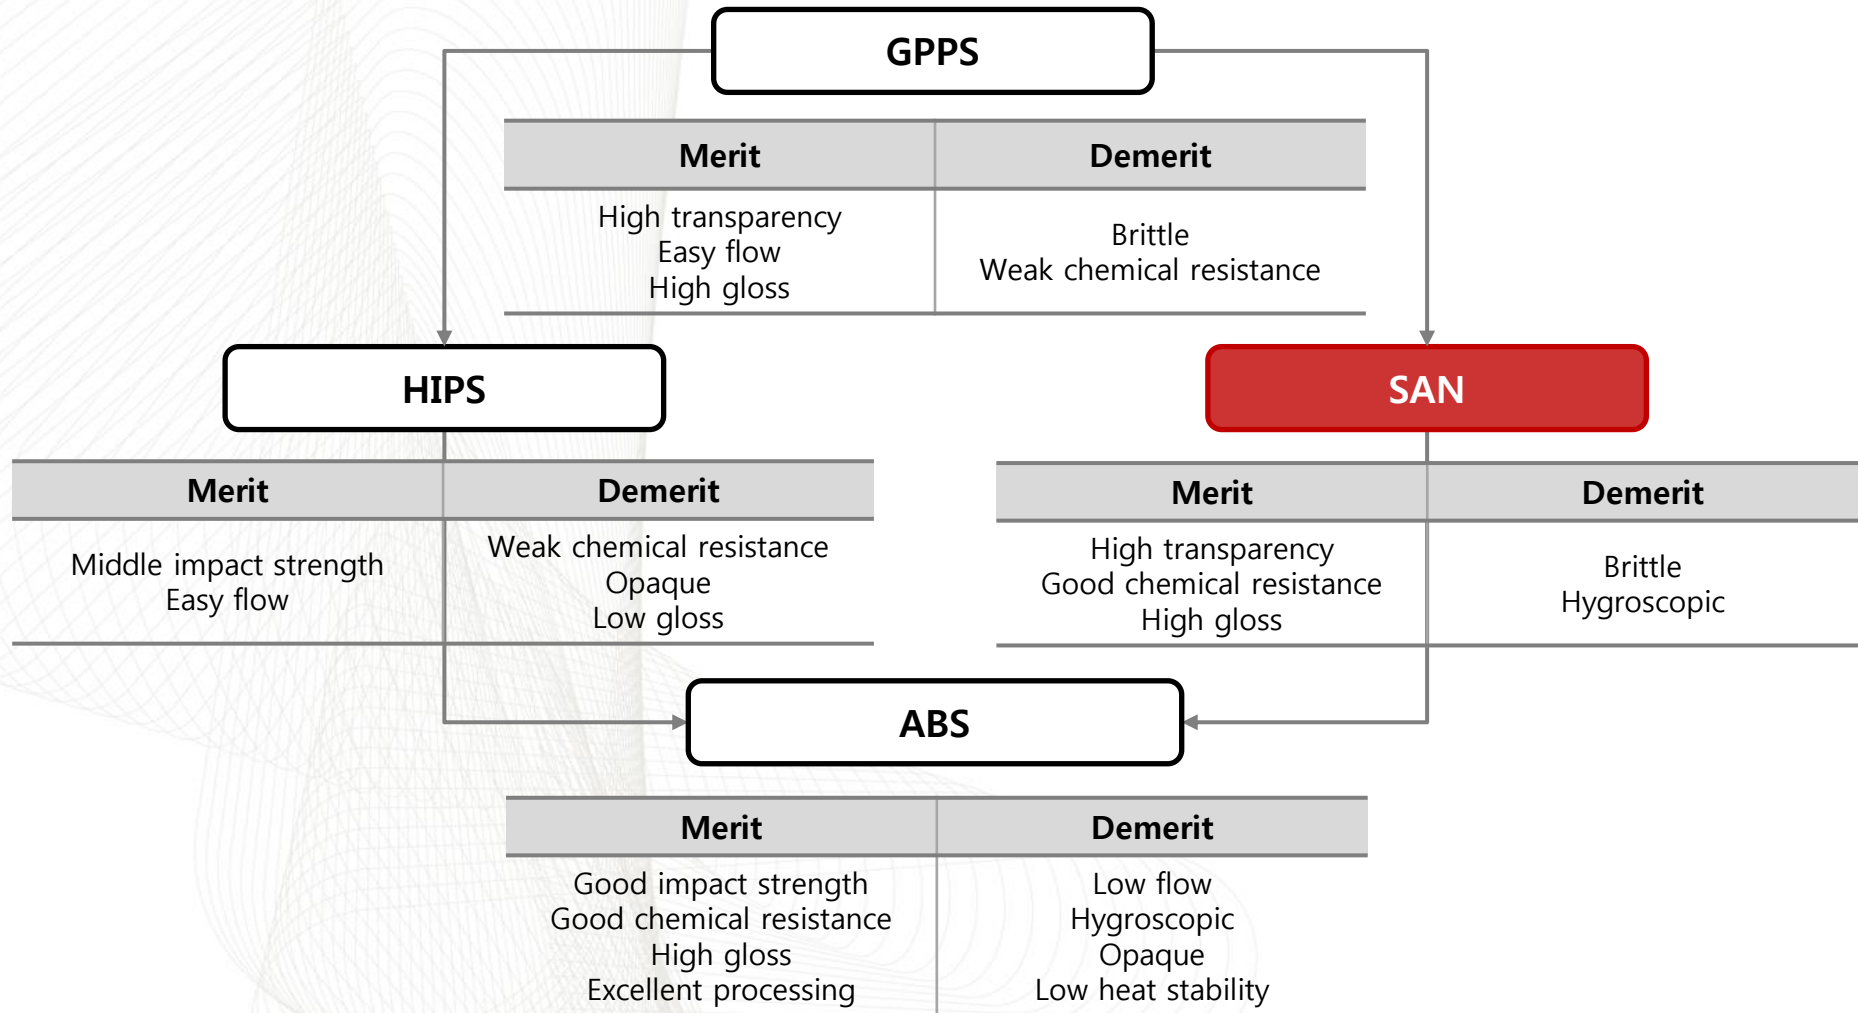 GPPS
Merit
Demerit
High transparency
Easy flow
High gloss
Brittle
Weak chemical resistance
HIPS
Merit
Demerit
Middle impact strength
Easy flow
Weak chemical resistance
Opaque
Low gloss
SAN
Merit
Demerit
High transparency
Good chemical resistance
High gloss
Brittle
Hygroscopic
ABS
Merit
Demerit
Good impact strength
Good chemical resistance
High gloss
Excellent processing
Low flow
Hygroscopic
Opaque
Low heat stability